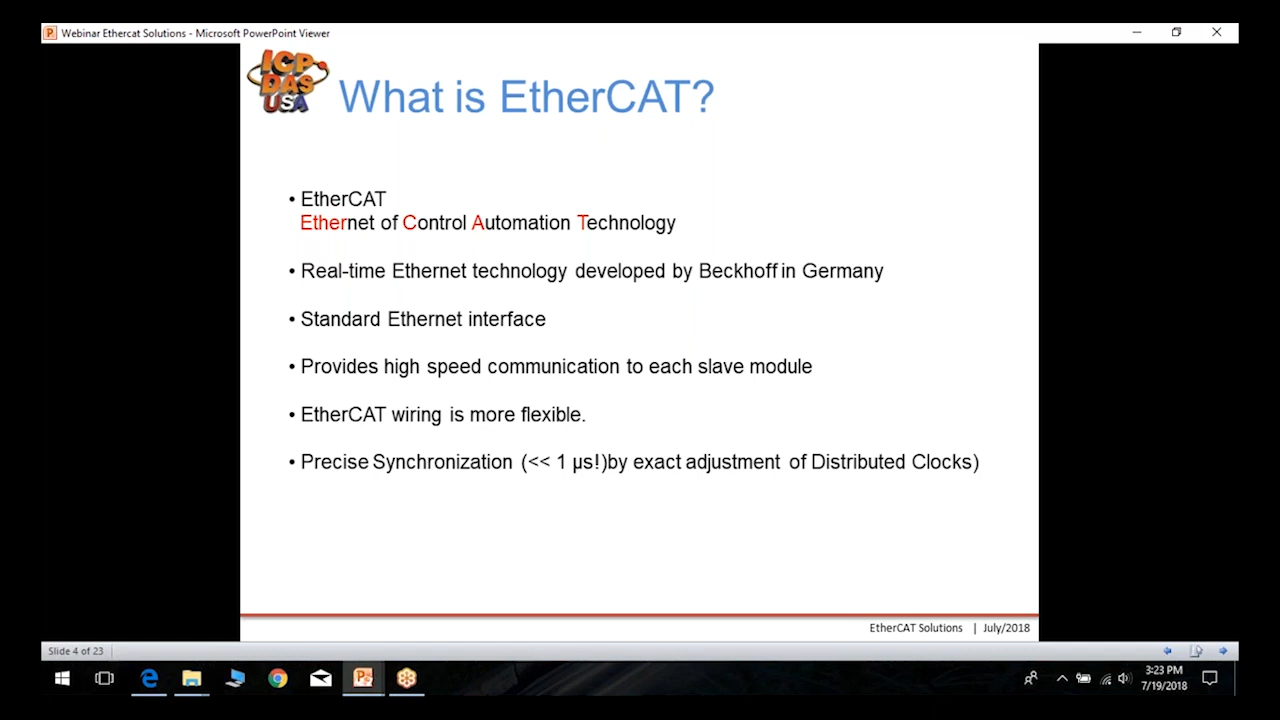 Webinar Ethercat Solutions - Microsoft PowerPoint Viewer
ICP
DAS
USA
What is EtherCAT?
• EtherCAT
Ethernet of Control Automation Technology
• Real-time Ethernet technology developed by Beckhoff in Germany
• Standard Ethernet interface
• Provides high speed communication to each slave module
• EtherCAT wiring is more flexible.
• Precise Synchronization (<< 1 µs!)by exact adjustment of Distributed Clocks)
EtherCAT Solutions | July/2018
Slide 4 of 23
3:23 PM
7/19/2018